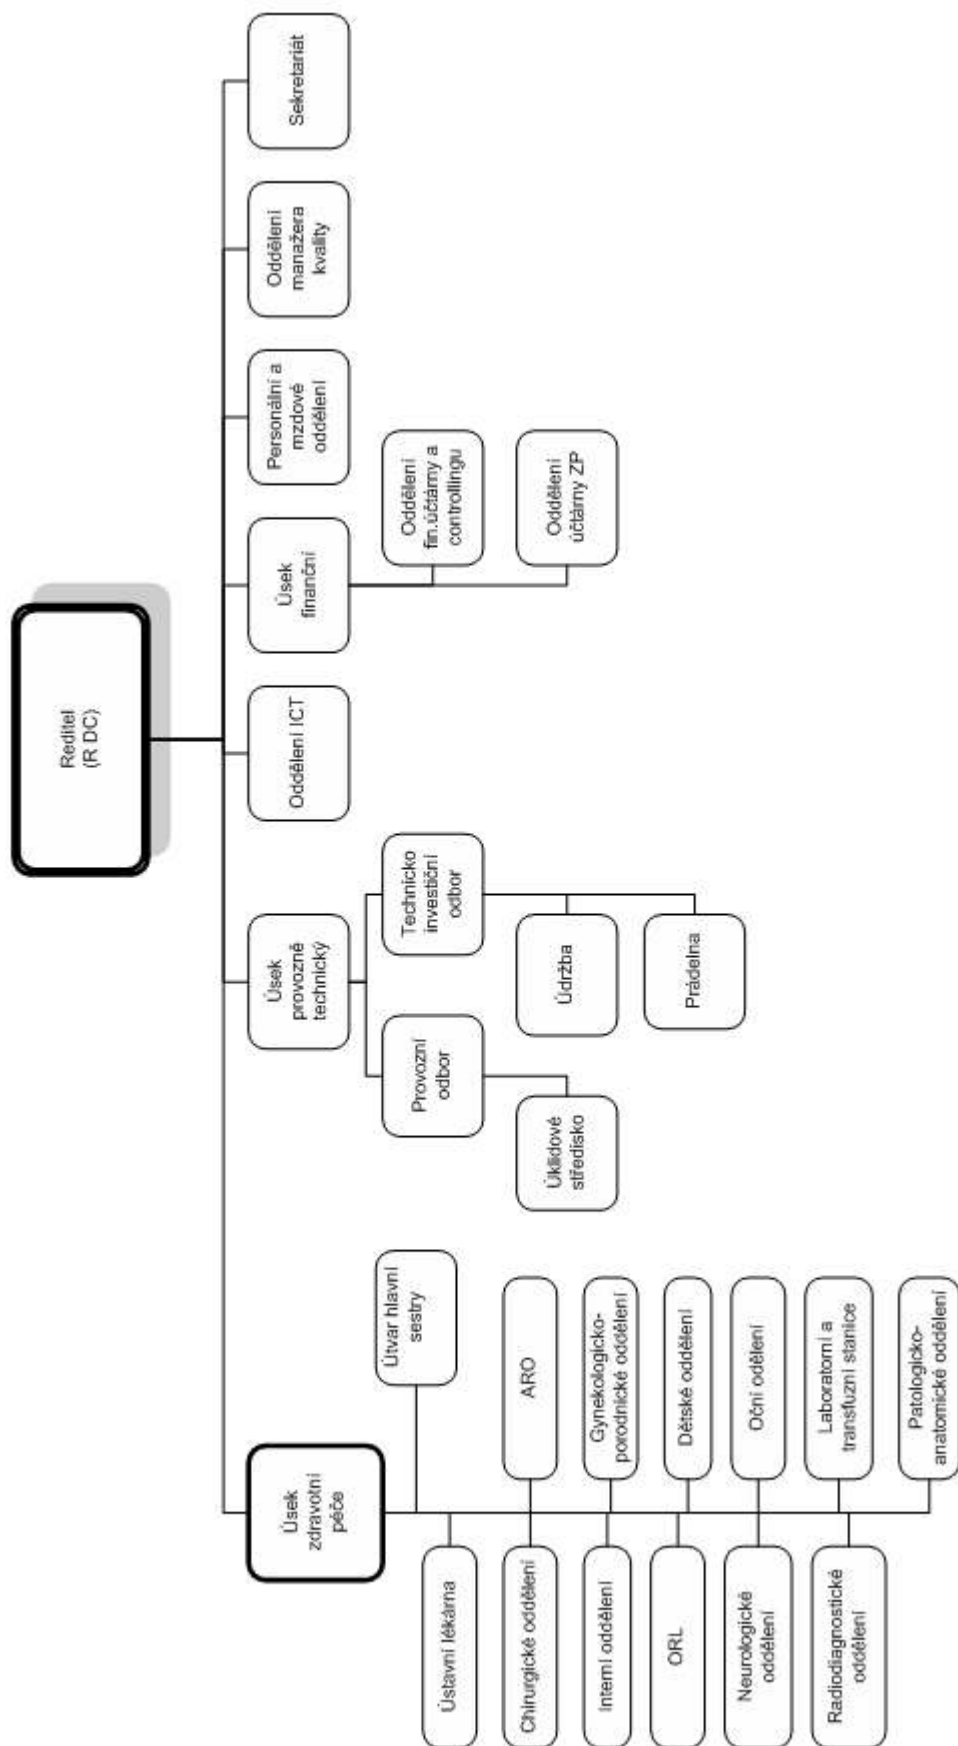 Reditel
(R DC)
Úsek
zdravotní
péče
Úsek
provozně
technický
Oddělení ICT
Úsek
finanční
Personální a
mzdové
oddělení
Oddělení
manažera
kvality
Sekretariát
Útvar hlavní
sestry
Provozní
odbor
Technicko
investiční
odbor
Oddělení
fin.účtárny a
controllingu
Ústavní lékárna
Chirurgické oddělení
ARO
Úklidové
středisko
Údržba
Oddělení
účtárny ZP
Interní oddělení
Gynekologicko-
porodnické oddělení
Prádelna
ORL
Dětské oddělení
Neurologické
oddělení
Oční odělení
Radiodiagnostické
oddělení
Laboratorní a
transfuzní stanice
Patologicko-
anatomické oddělení